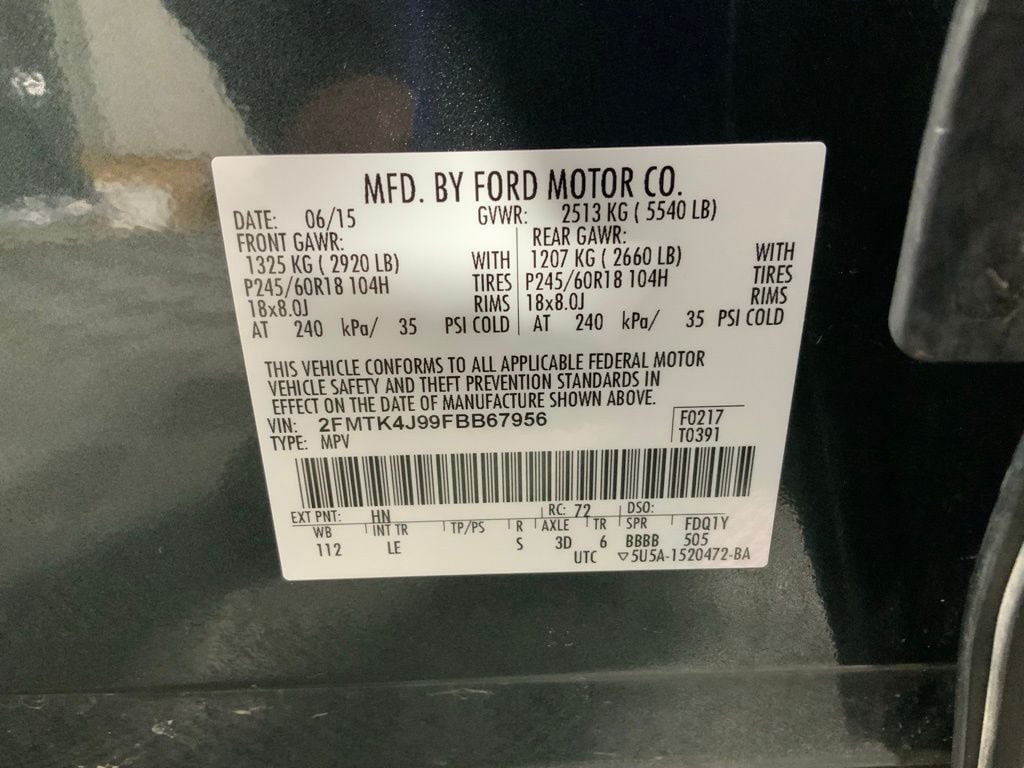 MFD. BY FORD MOTOR CO.
DATE: 06/15 GVWR: 2513 KG ( 5540 LB)
FRONT GAWR: REAR GAWR:
1325 KG ( 2920 LB) WITH 1207 KG ( 2660 LB) WITH
P245/60R18 104H TIRES P245/60R18 104H TIRES
18x8.0J RIMS 18x8.0J RIMS
AT 240 kPa/ 35 PSI COLD AT 240 kPa/ 35 PSI COLD
THIS VEHICLE CONFORMS TO ALL APPLICABLE FEDERAL MOTOR
VEHICLE SAFETY AND THEFT PREVENTION STANDARDS IN
EFFECT ON THE DATE OF MANUFACTURE SHOWN ABOVE.
VIN: 2FMTK4J99FBB67956 F0217
TYPE: MPV T0391
EXT PNT: HN RC: 72 DSO:
WB INT TR TP/PS R AXLE TR SPR FDQ1Y
112 LE S 3D 6 BBBB 505
UTC ▽5U5A-1520472-BA